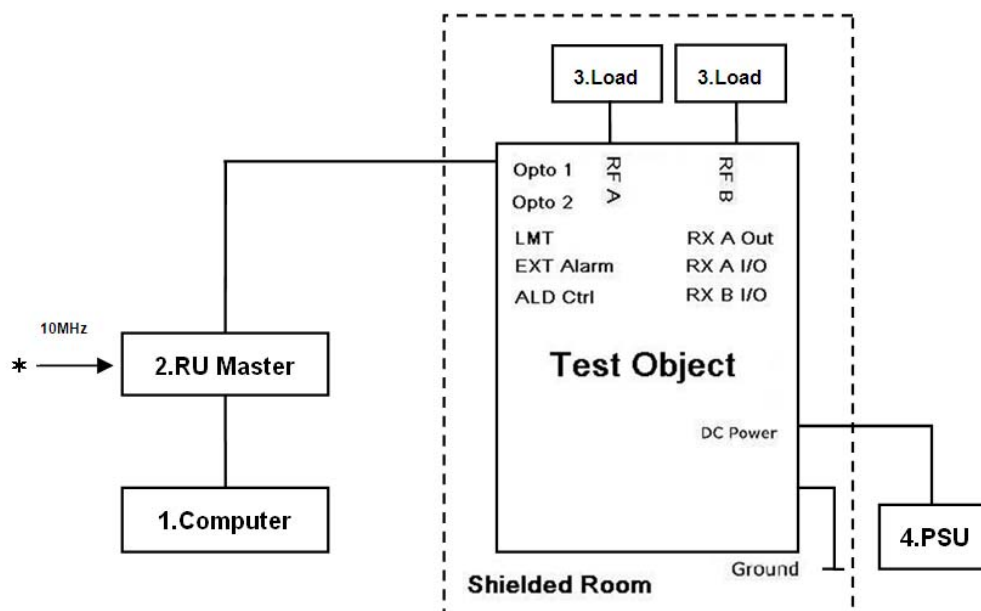 3.Load
3.Load
Opto 1
RF A
RF B
Opto 2
LMT
RX A Out
EXT Alarm
RX A I/O
ALD Ctrl
RX B I/O
10MHz
*
2.RU Master
Test Object
DC Power
1.Computer
4.PSU
Ground
Shielded Room